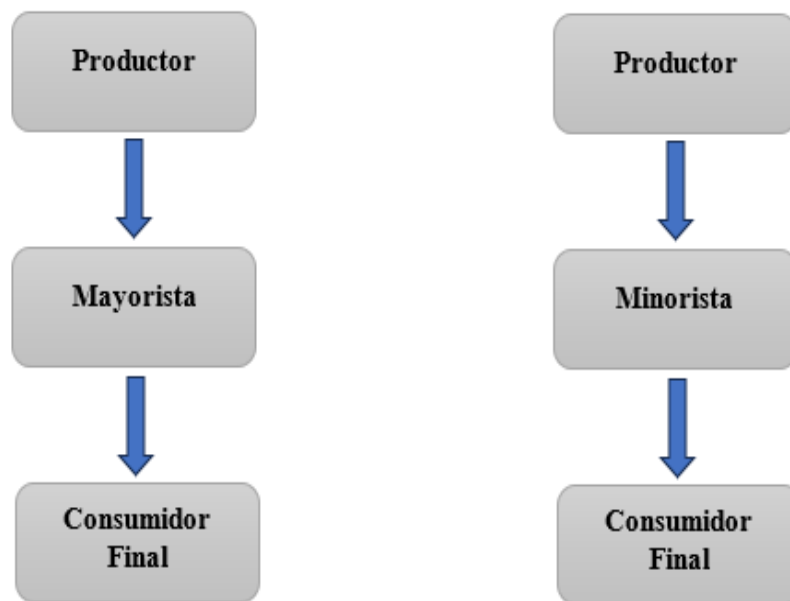 Productor
Productor
Mayorista
Minorista
Consumidor
Final
Consumidor
Final